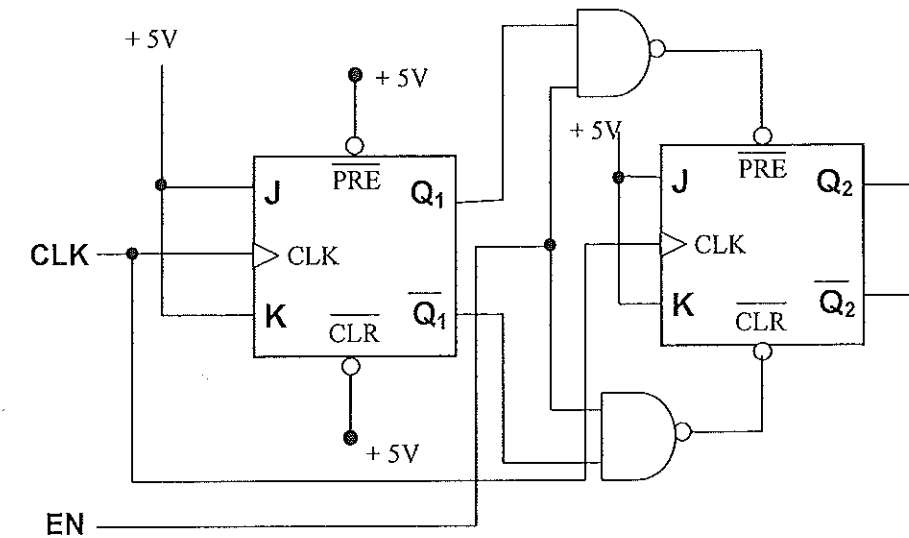 + 5V
+ 5V
+ 5V
PRE
PRE
J
Q₁
J
Q₂
CLK
CLK
CLK
K
Q₁
K
Q₂
CLR
CLR
+ 5V
EN